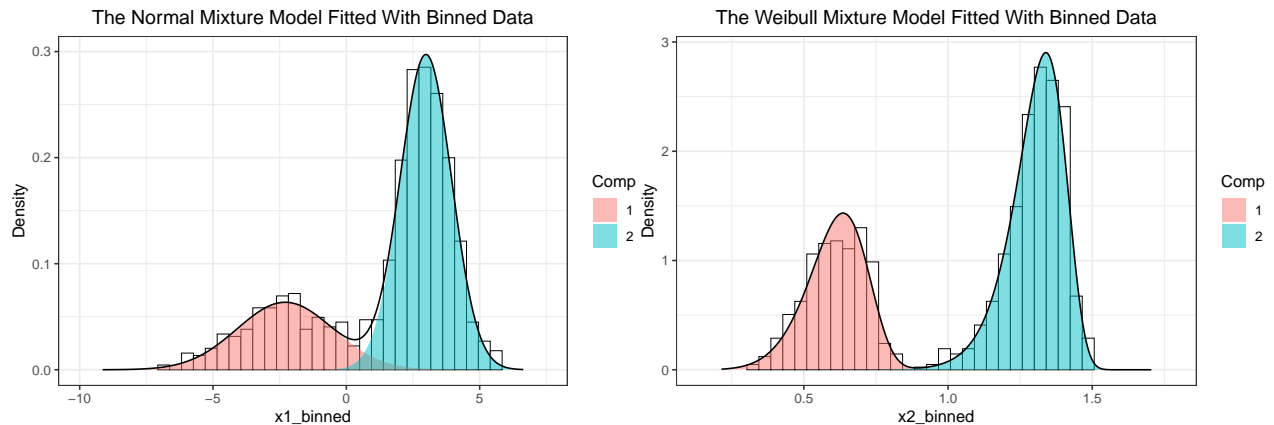 The Normal Mixture Model Fitted With Binned Data
0.3
0.2
0.1
0.0
Density
−10
−5
0
5
x1_binned
Comp
1
2
The Weibull Mixture Model Fitted With Binned Data
3
2
1
0
Density
0.5
1.0
1.5
x2_binned
Comp
1
2